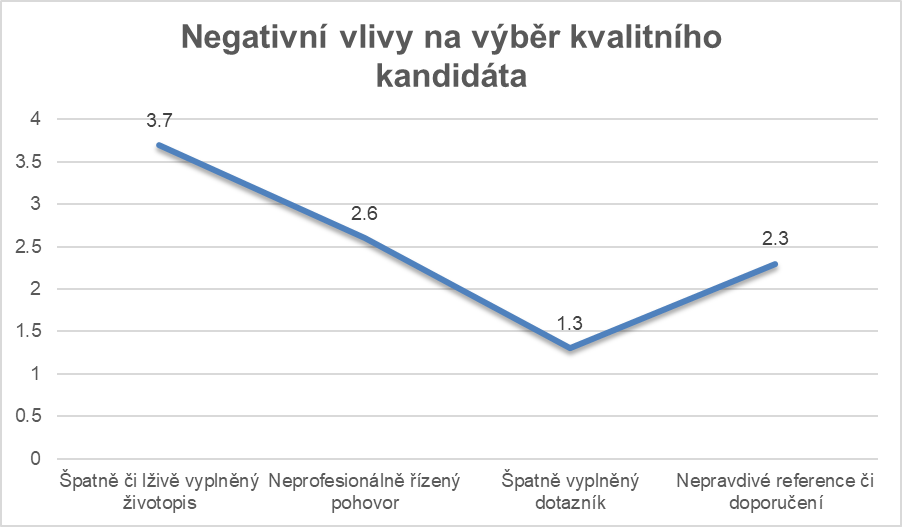 Negativní vlivy na výběr kvalitního
kandidáta
4
3.5
3
2.5
2
1.5
1
0.5
0
3.7
2.6
1.3
2.3
Špatně či lživě vyplněný
životopis
Neprofesionálně řízený
pohovor
Špatně vyplněný
dotazník
Nepravdivé reference či
doporučení